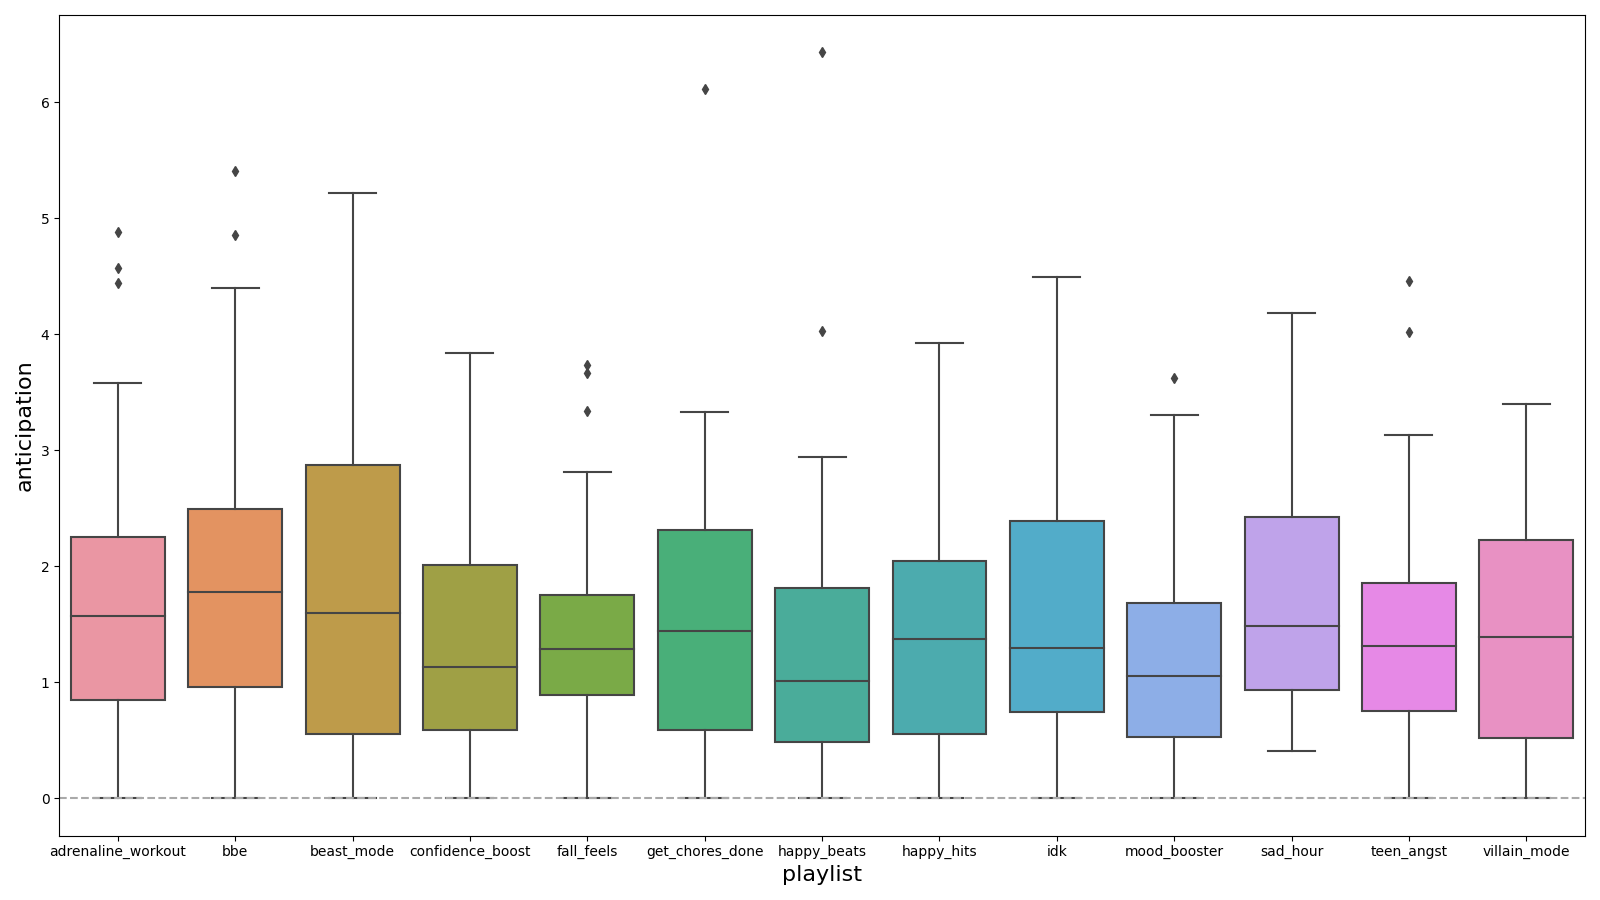 6
5
4
3
2
1
0
anticipation
adrenaline_workout bbe beast_mode confidence_boost fall_feels get_chores_done happy_beats happy_hits idk mood_booster sad_hour teen_angst villain_mode
playlist